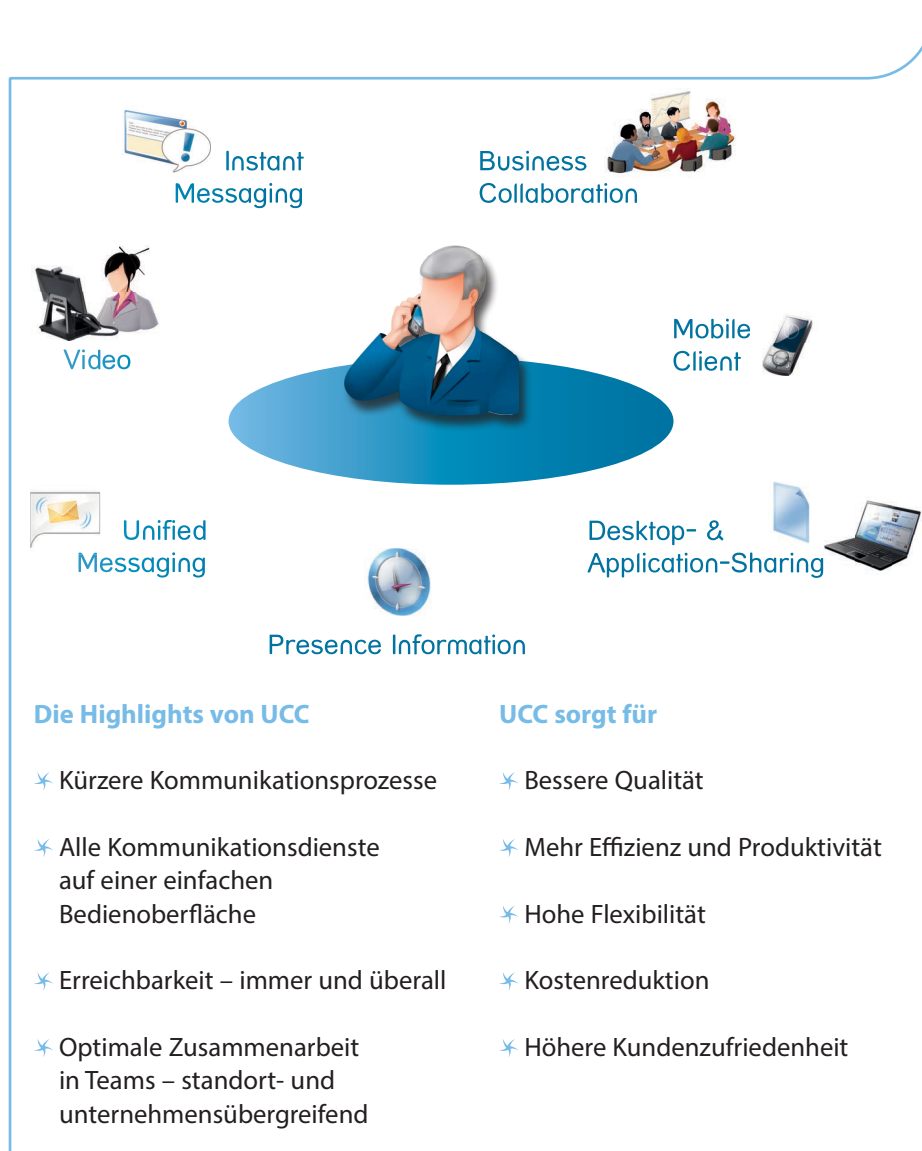 Instant
Messaging
Business
Collaboration
Video
Mobile
Client
Unified
Messaging
Desktop- &
Application-Sharing
Presence Information
Die Highlights von UCC
Kürzere Kommunikationsprozesse
Alle Kommunikationsdienste
auf einer einfachen
Bedienoberfläche
Erreichbarkeit – immer und überall
Optimale Zusammenarbeit
in Teams – standort- und
unternehmensübergreifend
UCC sorgt für
Bessere Qualität
Mehr Effizienz und Produktivität
Hohe Flexibilität
Kostenreduktion
Höhere Kundenzufriedenheit